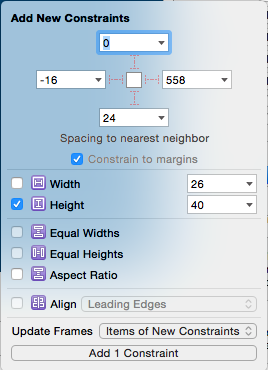 Add New Constraints
0
-16 558
24
Spacing to nearest neighbor
Constrain to margins
Width 26
Height 40
Equal Widths
Equal Heights
Aspect Ratio
Align Leading Edges
Update Frames Items of New Constraints
Add 1 Constraint